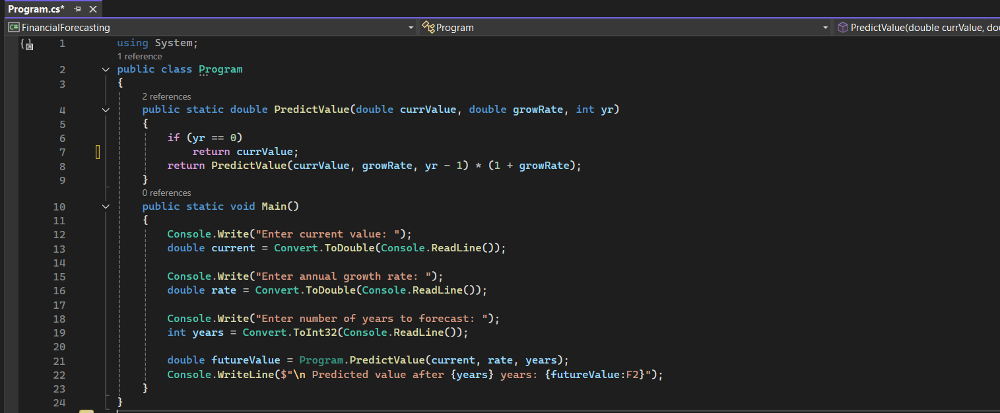 Program.cs*
FinancialForecasting Program PredictValue(double currValue, dou
1 using System;
1 reference
2 public class Program
3 {
2 references
4 public static double PredictValue(double currValue, double growRate, int yr)
5 {
6 if (yr == 0)
7 return currValue;
8 return PredictValue(currValue, growRate, yr - 1) * (1 + growRate);
9 }
0 references
10 public static void Main()
11 {
12 Console.Write("Enter current value: ");
13 double current = Convert.ToDouble(Console.ReadLine());
14
15 Console.Write("Enter annual growth rate: ");
16 double rate = Convert.ToDouble(Console.ReadLine());
17
18 Console.Write("Enter number of years to forecast: ");
19 int years = Convert.ToInt32(Console.ReadLine());
20
21 double futureValue = Program.PredictValue(current, rate, years);
22 Console.WriteLine($"\n Predicted value after {years} years: {futureValue:F2}");
23 }
24 }